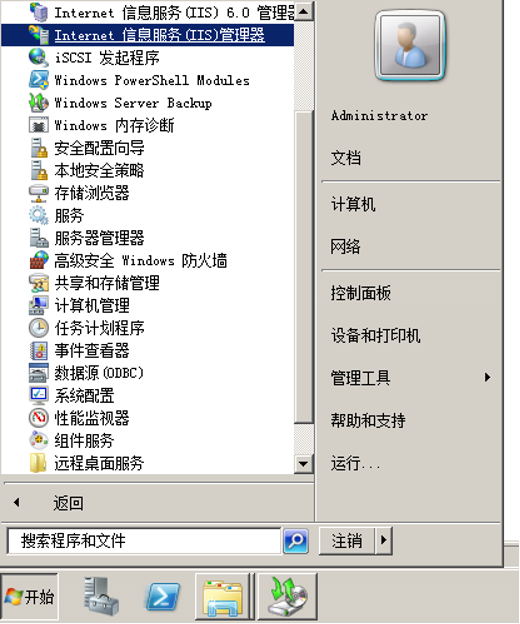 Internet 信息服务(IIS) 6.0 管理器
Internet 信息服务(IIS)管理器
iSCSI 发起程序
Windows PowerShell Modules
Windows Server Backup
Windows 内存诊断
安全配置向导
本地安全策略
存储浏览器
服务
服务器管理器
高级安全 Windows 防火墙
共享和存储管理
计算机管理
任务计划程序
事件查看器
数据源(ODBC)
系统配置
性能监视器
组件服务
远程桌面服务
返回
搜索程序和文件
Administrator
文档
计算机
网络
控制面板
设备和打印机
管理工具
帮助和支持
运行...
注销
开始